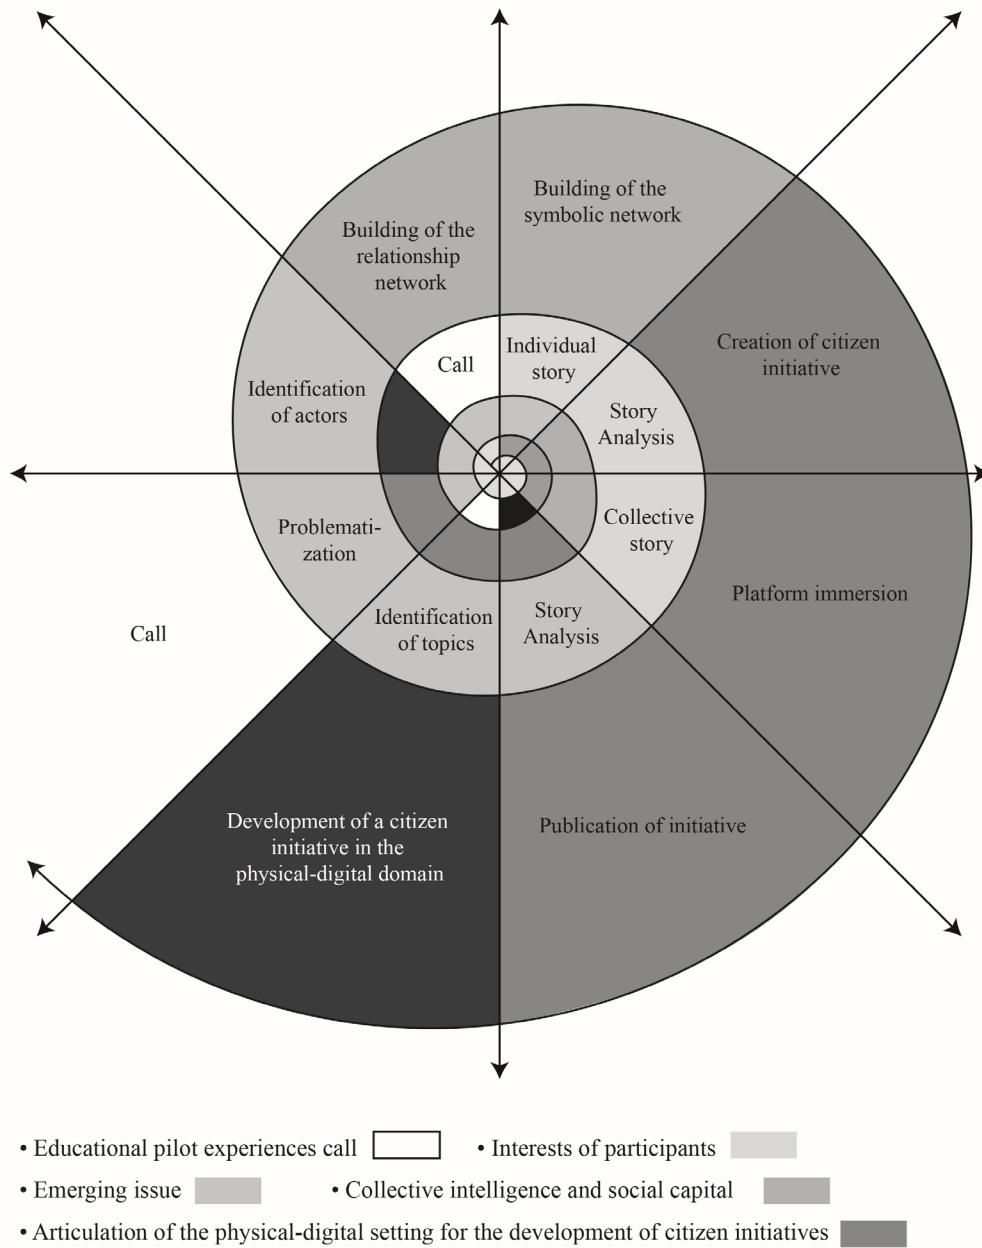 Building of the
symbolic network
Building of the
relationship
network
Creation of citizen
initiative
Individual
story
Call
Identification
of actors
Story
Analysis
Collective
story
Problemati-
zation
Platform immersion
Identification
of topics
Story
Analysis
Call
Development of a citizen
initiative in the
physical-digital domain
Publication of initiative
• Educational pilot experiences call
• Interests of participants
• Emerging issue
• Collective intelligence and social capital
• Articulation of the physical-digital setting for the development of citizen initiatives